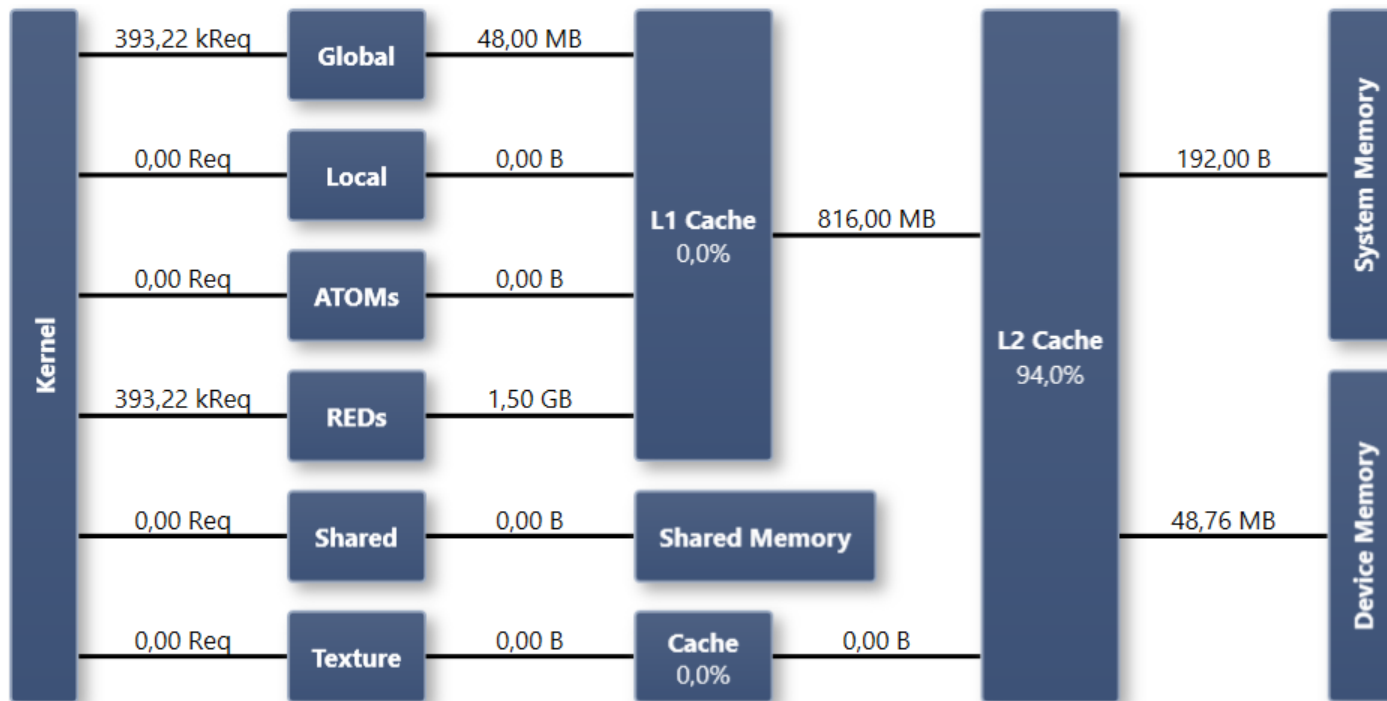 Kernel
393,22 kReq
Global
48,00 MB
0,00 Req
Local
0,00 B
0,00 Req
ATOMs
0,00 B
393,22 kReq
REDs
1,50 GB
0,00 Req
Shared
0,00 B
0,00 Req
Texture
0,00 B
L1 Cache
0,0%
816,00 MB
Shared Memory
Cache
0,0%
0,00 B
L2 Cache
94,0%
192,00 B
System Memory
48,76 MB
Device Memory